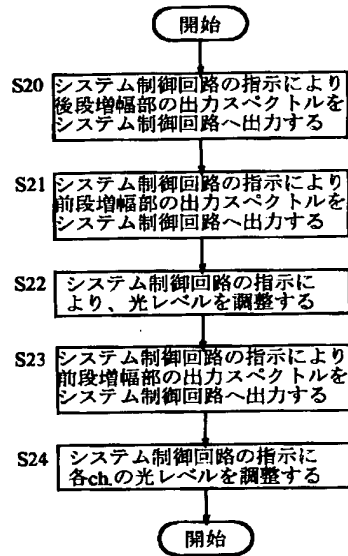 開始
S20
システム制御回路の指示により
後段増幅部の出力スペクトルを
システム制御回路へ出力する
S21
システム制御回路の指示により
前段増幅部の出力スペクトルを
システム制御回路へ出力する
S22
システム制御回路の指示に
より、光レベルを調整する
S23
システム制御回路の指示により
前段増幅部の出力スペクトルを
システム制御回路へ出力する
S24
システム制御回路の指示に
各ch.の光レベルを調整する
開始